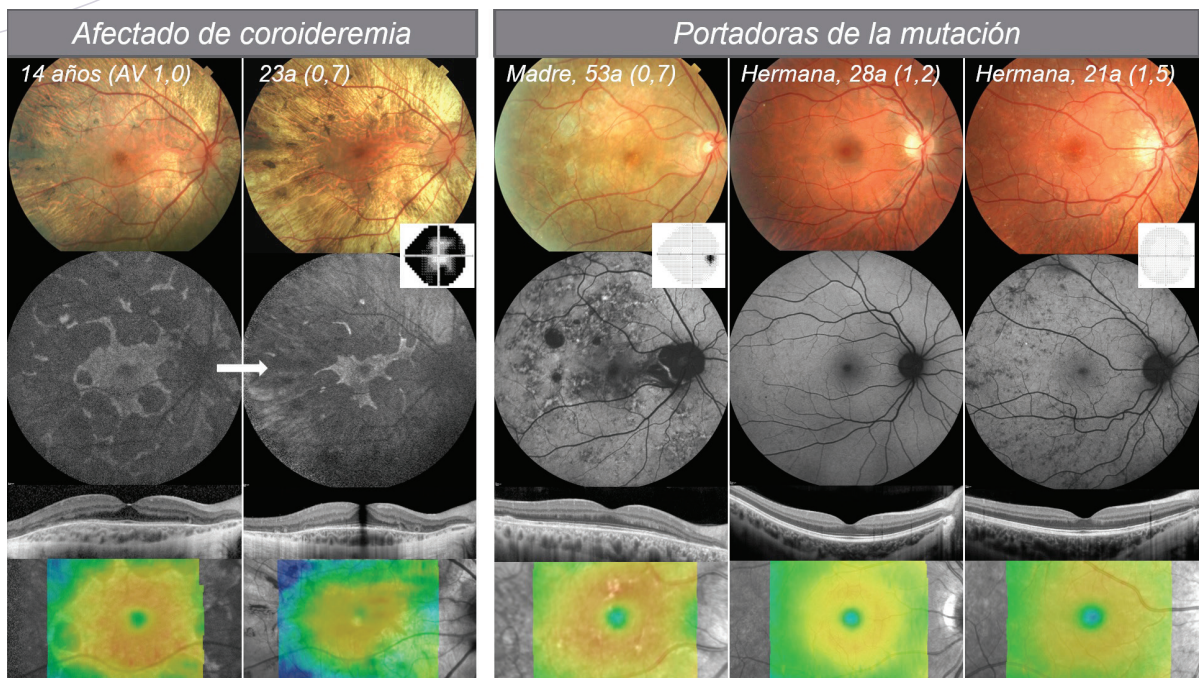 Afectado de coroideremia
Portadoras de la mutación
14 años (AV 1,0)
23a (0,7)
Madre, 53a (0,7)
Hermana, 28a (1,2)
Hermana, 21a (1,5)